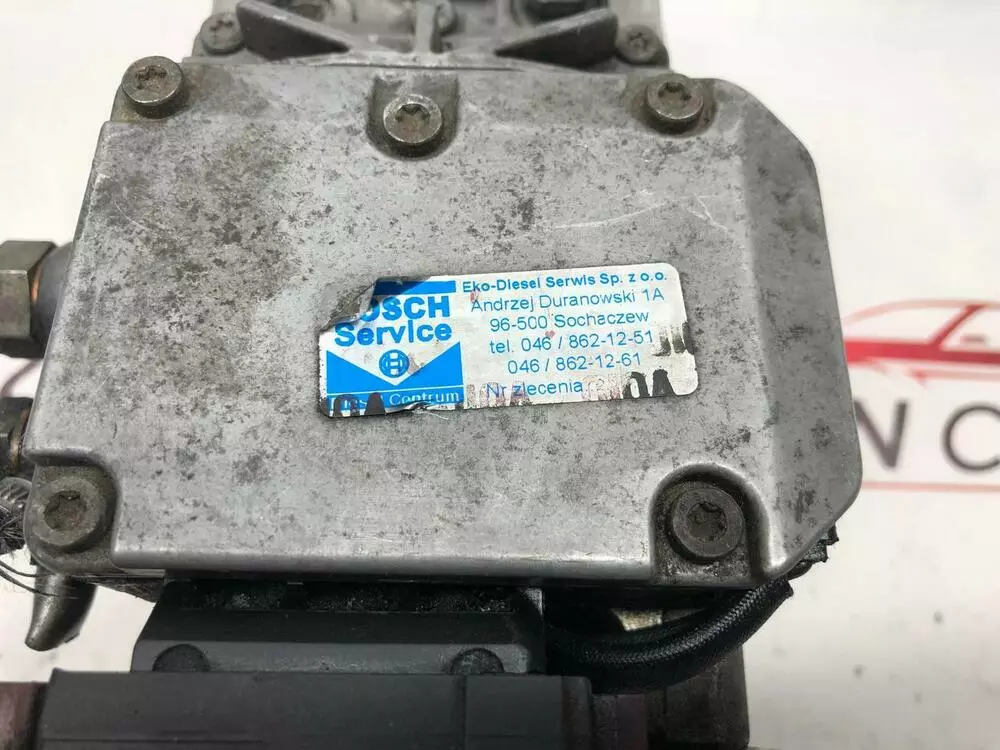 BOSCH
Service
Centrum
Eko-Diesel Serwis Sp. z o.o.
Andrzej Duranowski 1A
96-500 Sochaczew
tel. 046 / 862-12-51
046 / 862-12-61
Nr zlecenia
N C